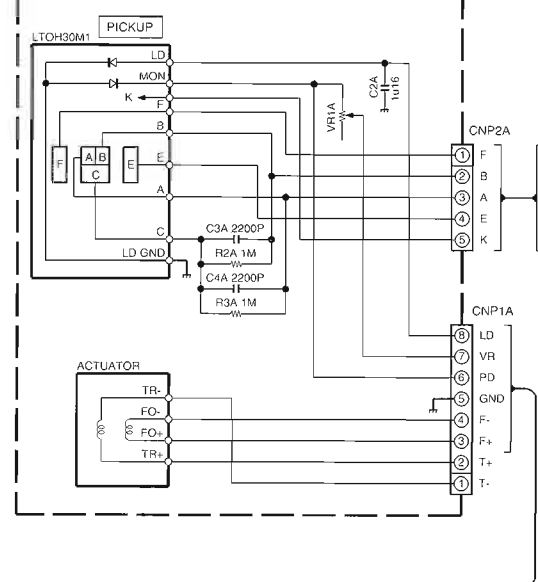 PICKUP
LTOH30M1
LD
MON
K
F
B
E
A
C
LD GND
F
A B
C
E
C2A
1u16
VR1A
C3A 2200P
R2A 1M
C4A 2200P
R3A 1M
CNP2A
1 F
2 B
3 A
4 E
5 K
CNP1A
8 LD
7 VR
6 PD
5 GND
4 F-
3 F+
2 T+
1 T-
ACTUATOR
TR-
FO-
FO+
TR+